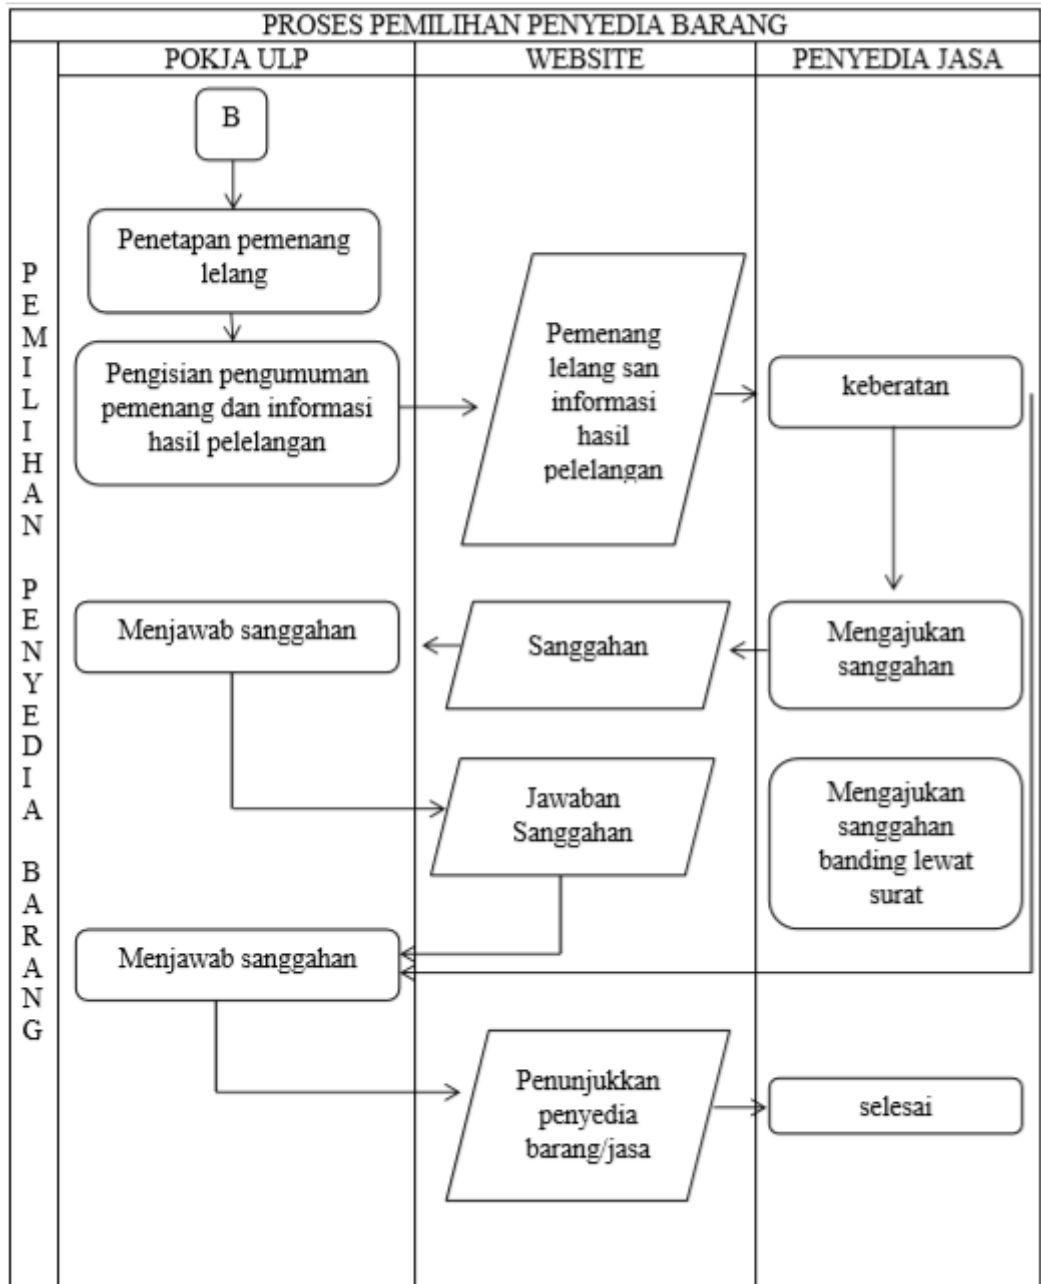 PROSES PEMILIHAN PENYEDIA BARANG
POKJA ULP
WEBSITE
PENYEDIA JASA
PEMILIHAN PENYEDIA BARANG
B
Penetapan pemenang
lelang
Pengisian pengumuman
pemenang dan informasi
hasil pelelangan
Pemenang
lelang san
informasi
hasil
pelelangan
keberatan
Menjawab sanggahan
Sanggahan
Mengajukan
sanggahan
Jawaban
Sanggahan
Mengajukan
sanggahan
banding lewat
surat
Menjawab sanggahan
Penunjukkan
penyedia
barang/jasa
selesai